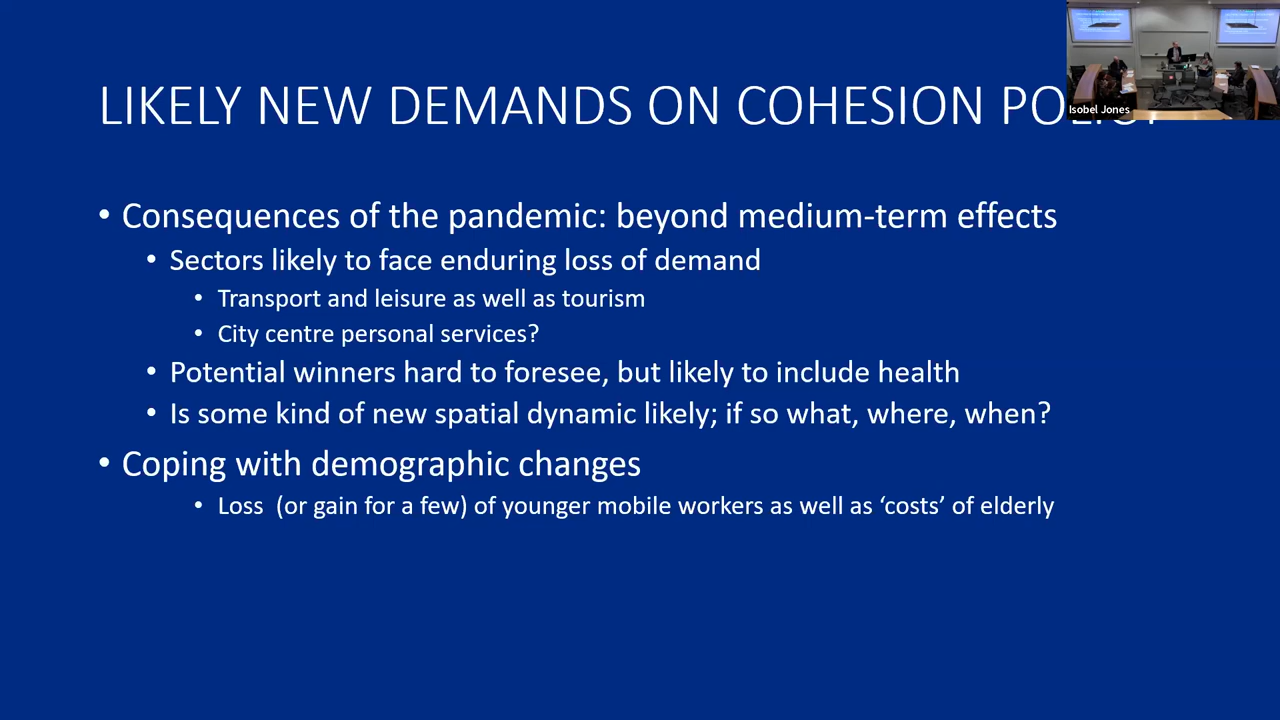 LIKELY NEW DEMANDS ON COHESION
Isobel Jones
• Consequences of the pandemic: beyond medium-term effects
• Sectors likely to face enduring loss of demand
• Transport and leisure as well as tourism
• City centre personal services?
• Potential winners hard to foresee, but likely to include health
• Is some kind of new spatial dynamic likely; if so what, where, when?
• Coping with demographic changes
• Loss  (or gain for a few) of younger mobile workers as well as ‘costs’ of elderly